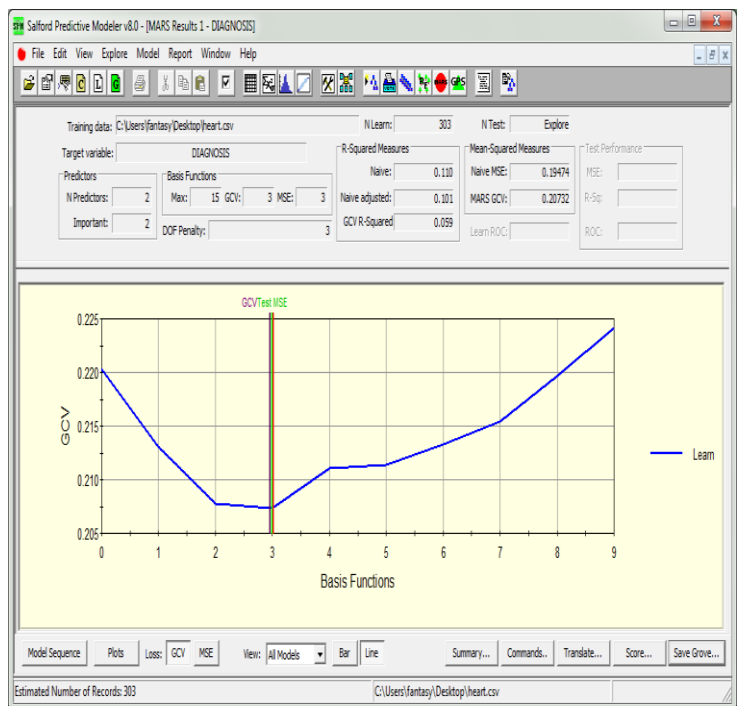 Salford Predictive Modeler v8.0 - [MARS Results 1 - DIAGNOSIS]
File Edit View Explore Model Report Window Help
Training data: C:\Users\fantasy\Desktop\heart.csv N Learn: 303 N Test: Explore
Target variable: DIAGNOSIS
Predictors
N Predictors: 2
Important: 2
Basis Functions
Max: 15 GCV: 3 MSE: 3
DOF Penalty: 3
R-Squared Measures
Naive: 0.110
Naive adjusted: 0.101
GCV R-Squared 0.059
Mean-Squared Measures
Naive MSE: 0.19474
MARS GCV: 0.20732
Learn ROC:
Test Performance
MSE:
R-Sq:
ROC:
GCVTest MSE
0.225
0.220
0.215
0.210
0.205
GCV
0 1 2 3 4 5 6 7 8 9
Basis Functions
Learn
Model Sequence Plots Loss: GCV MSE View: All Models Bar Line Summary... Commands.. Translate... Score... Save Grove...
Estimated Number of Records: 303 C:\Users\fantasy\Desktop\heart.csv